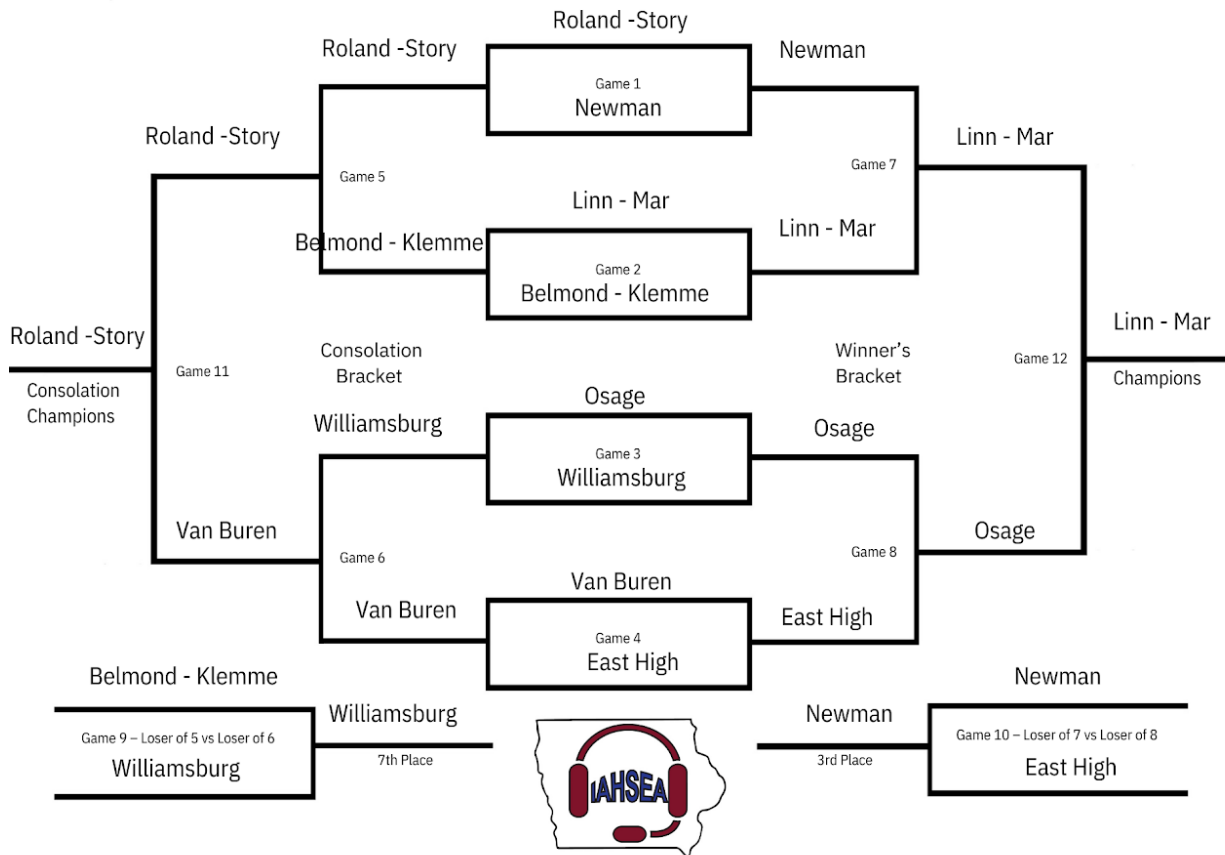 Roland -Story
Roland -Story
Newman
Game 1
Newman
Roland -Story
Linn - Mar
Game 7
Game 5
Linn - Mar
Linn - Mar
Belmond - Klemme
Game 2
Belmond - Klemme
Roland -Story
Linn - Mar
Game 11
Consolation
Bracket
Winner's
Bracket
Game 12
Consolation
Champions
Champions
Osage
Williamsburg
Osage
Game 3
Williamsburg
Van Buren
Osage
Game 6
Game 8
Van Buren
Van Buren
East High
Game 4
East High
Belmond - Klemme
Newman
Williamsburg
Newman
Game 9 – Loser of 5 vs Loser of 6
Game 10 – Loser of 7 vs Loser of 8
7th Place
3rd Place
Williamsburg
East High
IAHSEA